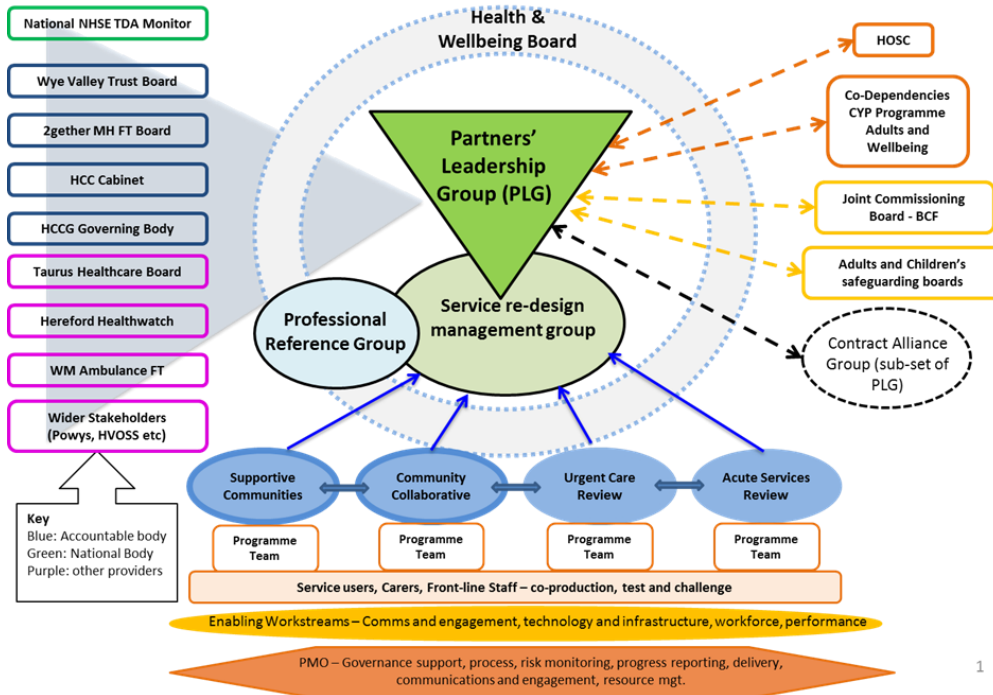 National NHSE TDA Monitor
Wye Valley Trust Board
2gether MH FT Board
HCC Cabinet
HCCG Governing Body
Taurus Healthcare Board
Hereford Healthwatch
WM Ambulance FT
Wider Stakeholders
(Powys, HVOSS etc)
Key
Blue: Accountable body
Green: National Body
Purple: other providers
Health &
Wellbeing Board
Partners’
Leadership
Group (PLG)
Professional
Reference Group
Service re-design
management group
HOSC
Co-Dependencies
CYP Programme
Adults and
Wellbeing
Joint Commissioning
Board - BCF
Adults and Children’s
safeguarding boards
Contract Alliance
Group (sub-set of
PLG)
Supportive
Communities
Community
Collaborative
Urgent Care
Review
Acute Services
Review
Programme
Team
Programme
Team
Programme
Team
Programme
Team
Service users, Carers, Front-line Staff – co-production, test and challenge
Enabling Workstreams – Comms and engagement, technology and infrastructure, workforce, performance
PMO – Governance support, process, risk monitoring, progress reporting, delivery,
communications and engagement, resource mgt.
1